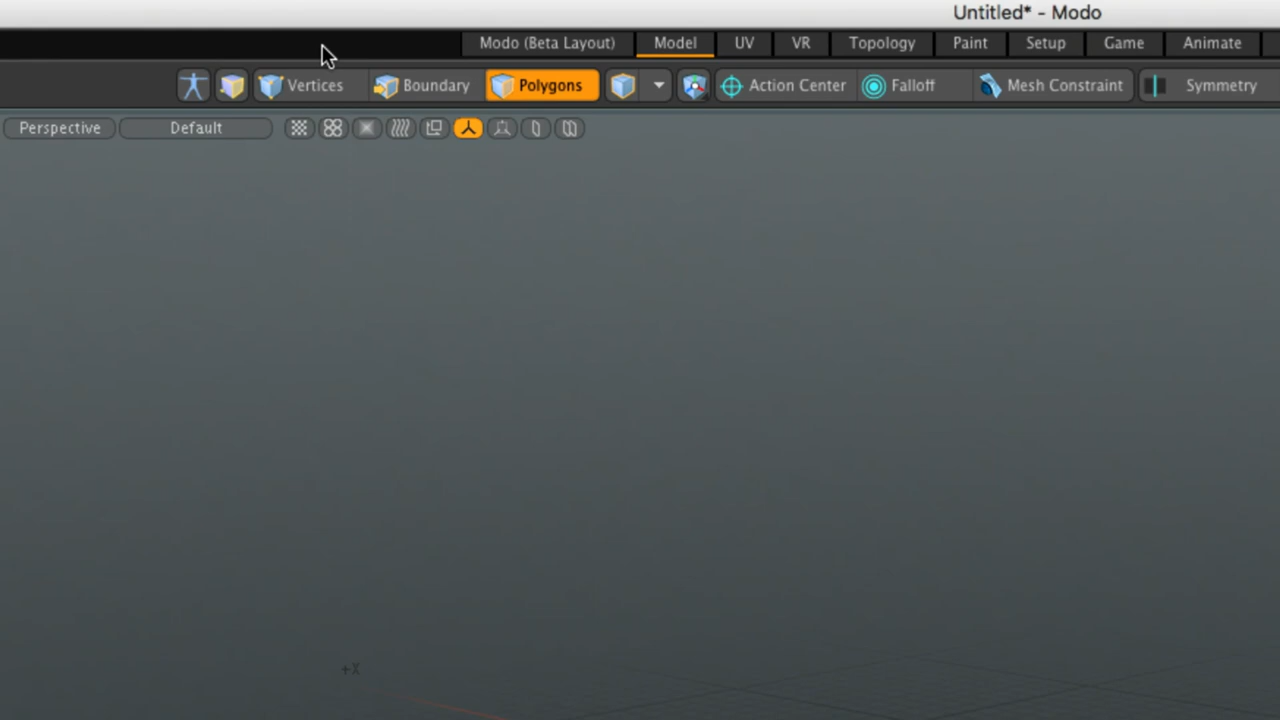 Untitled* - Modo
Modo (Beta Layout) Model UV VR Topology Paint Setup Game Animate
Vertices Boundary Polygons Action Center Falloff Mesh Constraint Symmetry
Perspective Default
+X